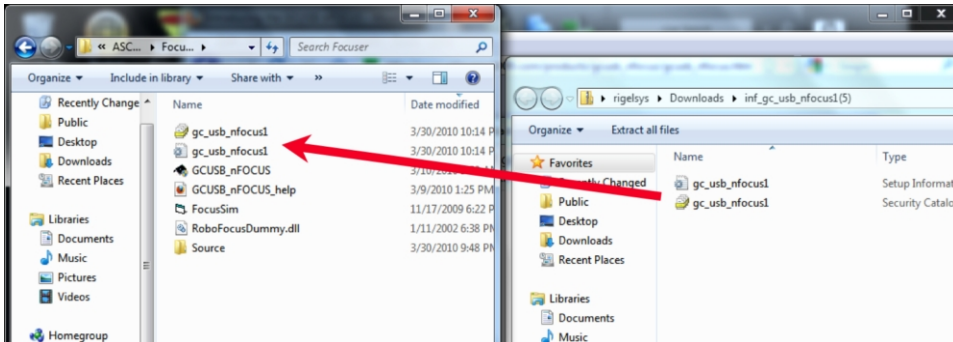 « ASC... ▸ Focu... ▸
Search Focuser
Organize
Include in library
Share with
»
Recently Change
Public
Desktop
Downloads
Recent Places
Libraries
Documents
Music
Pictures
Videos
Homegroup
Name
Date modified
gc_usb_nfocus1
3/30/2010 10:14 P
gc_usb_nfocus1
3/30/2010 10:14 P
GCUSB_nFOCUS
GCUSB_nFOCUS_help
3/9/2010 1:25 PM
FocusSim
11/17/2009 6:22 P
RoboFocusDummy.dll
1/11/2002 6:38 PM
Source
3/30/2010 9:48 PM
▸ rigelsys ▸ Downloads ▸ inf_gc_usb_nfocus1(5)
Organize
Extract all files
Favorites
Changed
Public
Desktop
Downloads
Recent Places
Libraries
Documents
Music
Name
Type
gc_usb_nfocus1
Setup Informat
gc_usb_nfocus1
Security Catalo